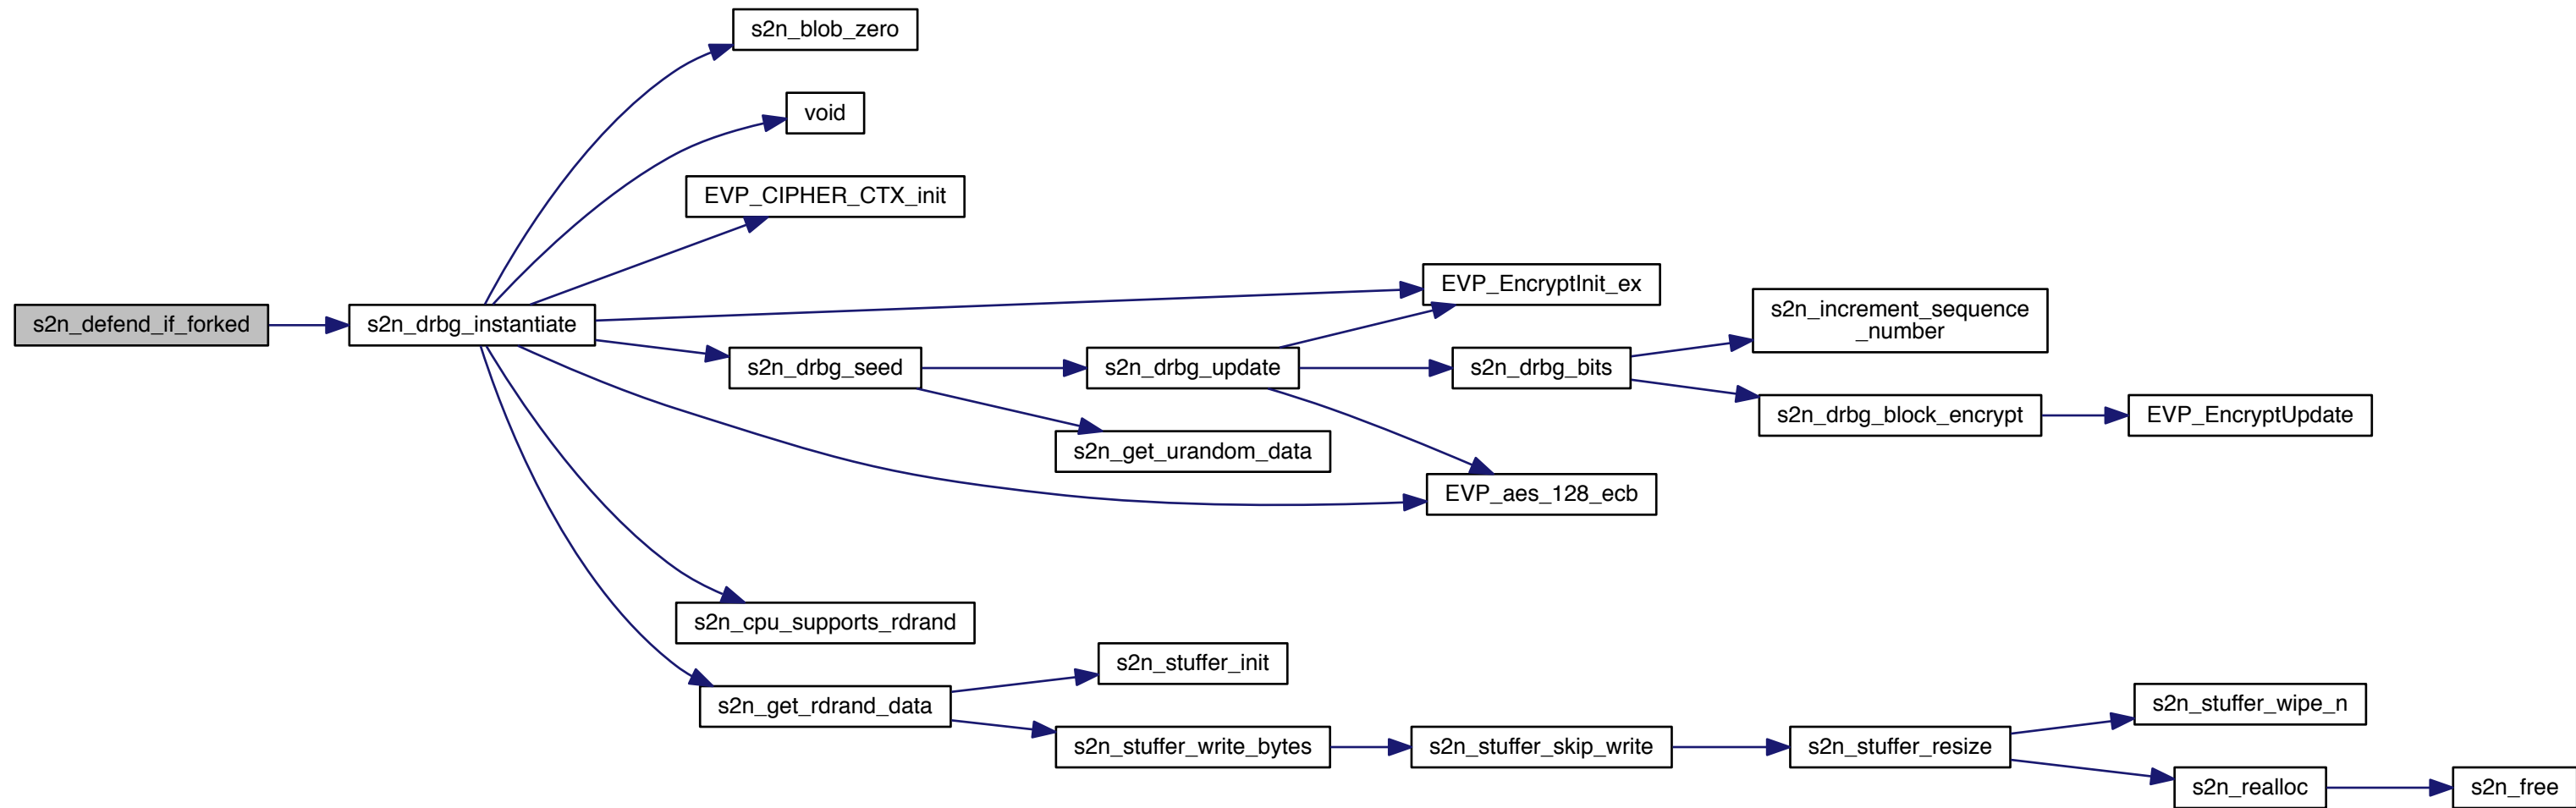 s2n_blob_zero
void
EVP_CIPHER_CTX_init
EVP_EncryptInit_ex
s2n_increment_sequence
_number
s2n_defend_if_forked
s2n_drbg_instantiate
s2n_drbg_seed
s2n_drbg_update
s2n_drbg_bits
s2n_drbg_block_encrypt
EVP_EncryptUpdate
s2n_get_urandom_data
EVP_aes_128_ecb
s2n_cpu_supports_rdrand
s2n_stuffer_init
s2n_get_rdrand_data
s2n_stuffer_wipe_n
s2n_stuffer_write_bytes
s2n_stuffer_skip_write
s2n_stuffer_resize
s2n_realloc
s2n_free